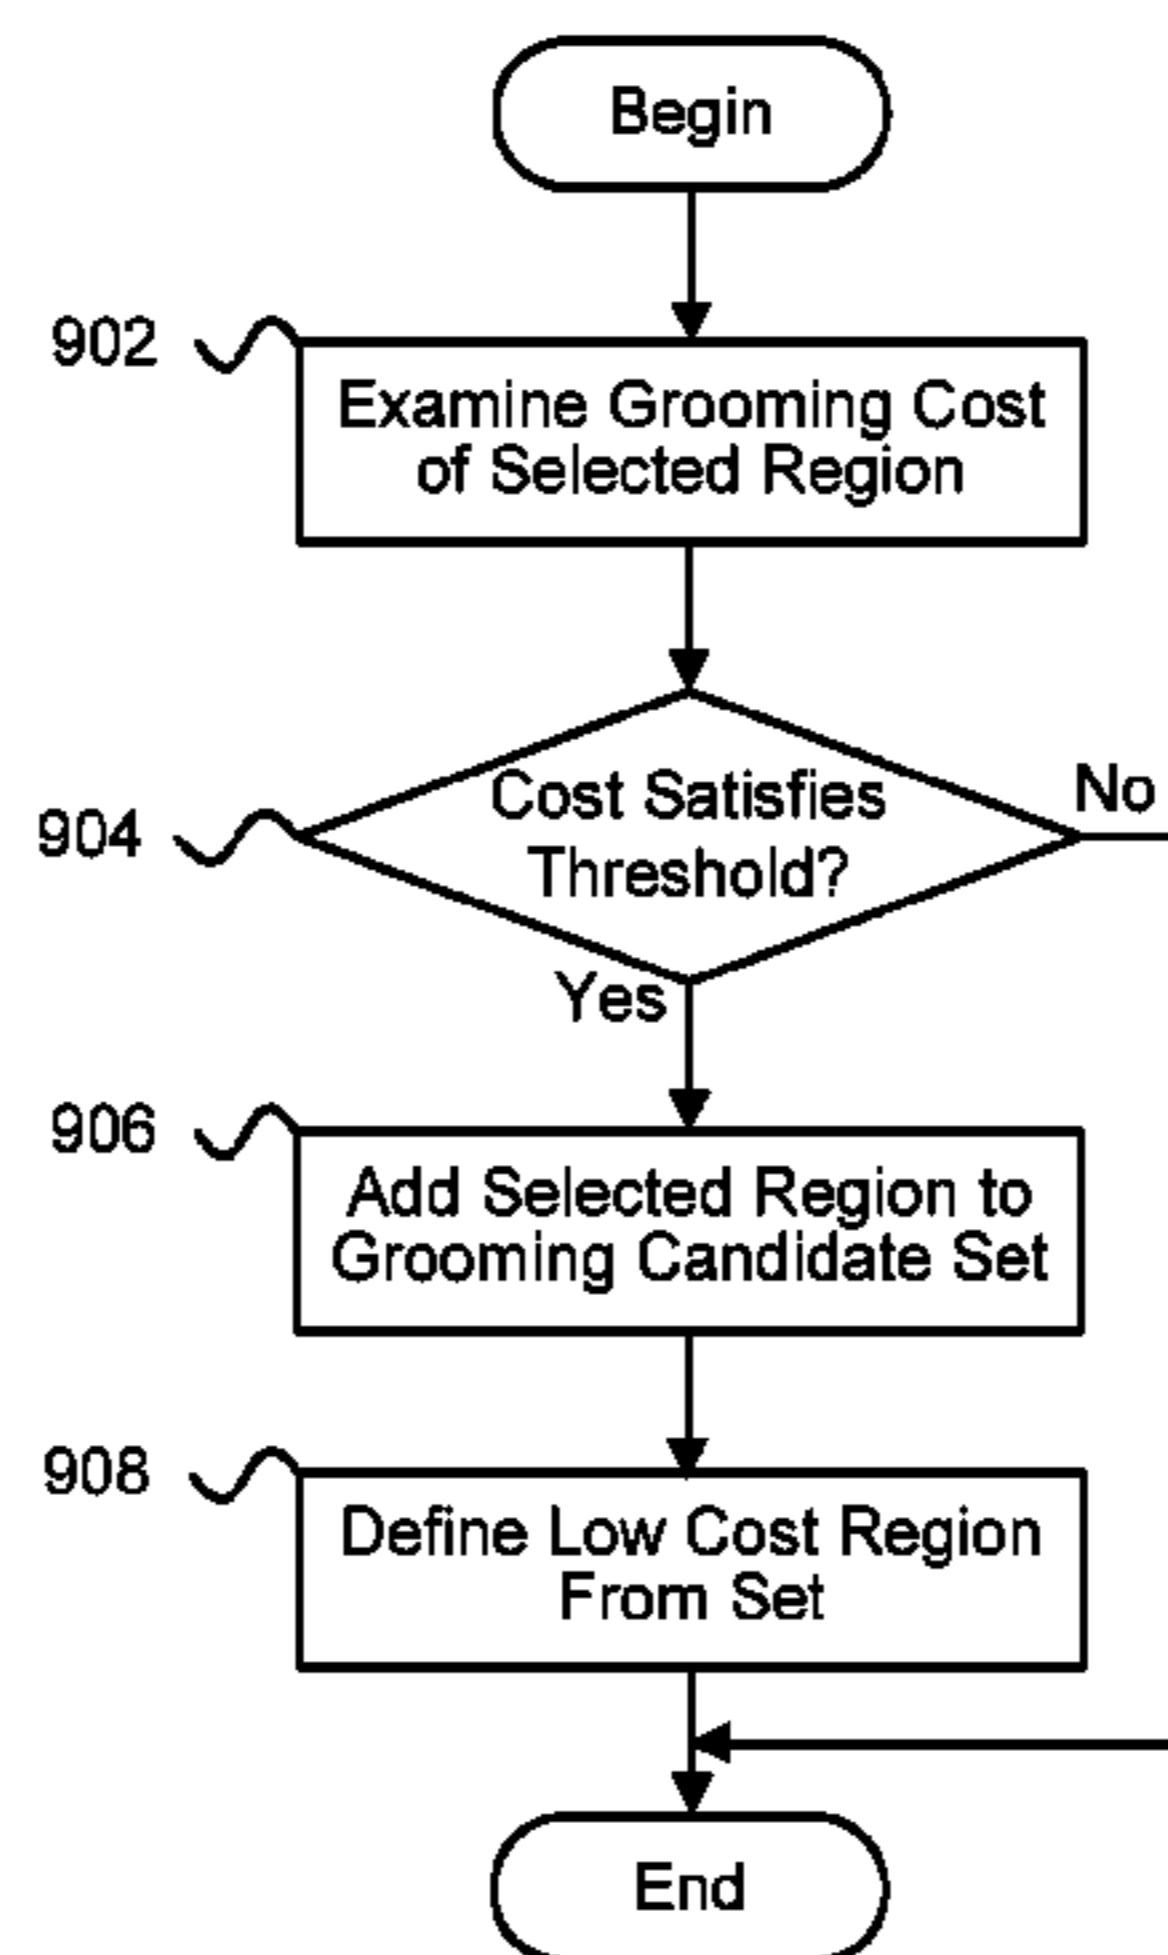 Begin
902
Examine Grooming Cost
of Selected Region
904
Cost Satisfies
Threshold?
No
Yes
906
Add Selected Region to
Grooming Candidate Set
908
Define Low Cost Region
From Set
End